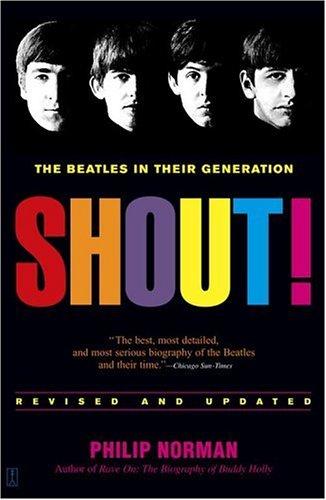 THE BEATLES IN THEIR GENERATION
SHOUT!
"The best, most detailed,
and most serious biography of the Beatles
and their time."—Chicago Sun-Times
REVISED AND UPDATED
PHILIP NORMAN
Author of Rave On: The Biography of Buddy Holly